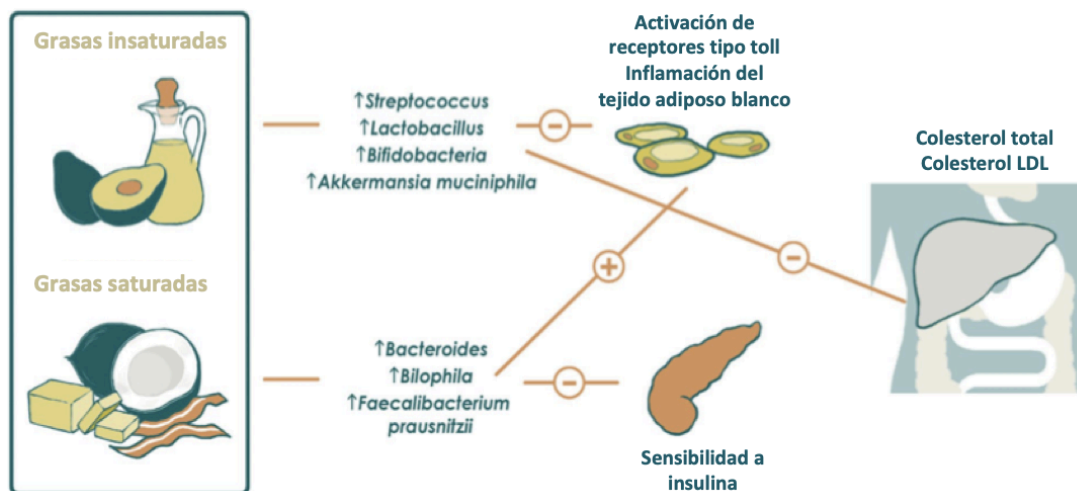 Grasas insaturadas
↑Streptococcus
↑Lactobacillus
↑Bifidobacteria
↑Akkermansia muciniphila
Activación de
receptores tipo toll
Inflamación del
tejido adiposo blanco
Colesterol total
Colesterol LDL
Grasas saturadas
↑Bacteroides
↑Bilophila
↑Faecalibacterium
prausnitzii
Sensibilidad a
insulina